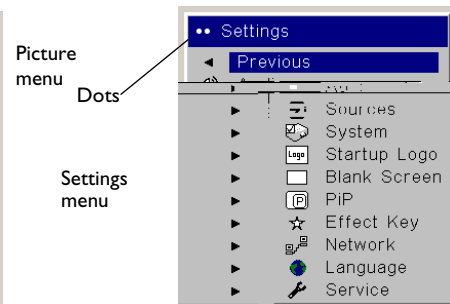 •• Settings
Picture
menu
Dots
Previous
Sources
System
Logo Startup Logo
Blank Screen
P PiP
Settings
menu
Effect Key
Network
Language
Service